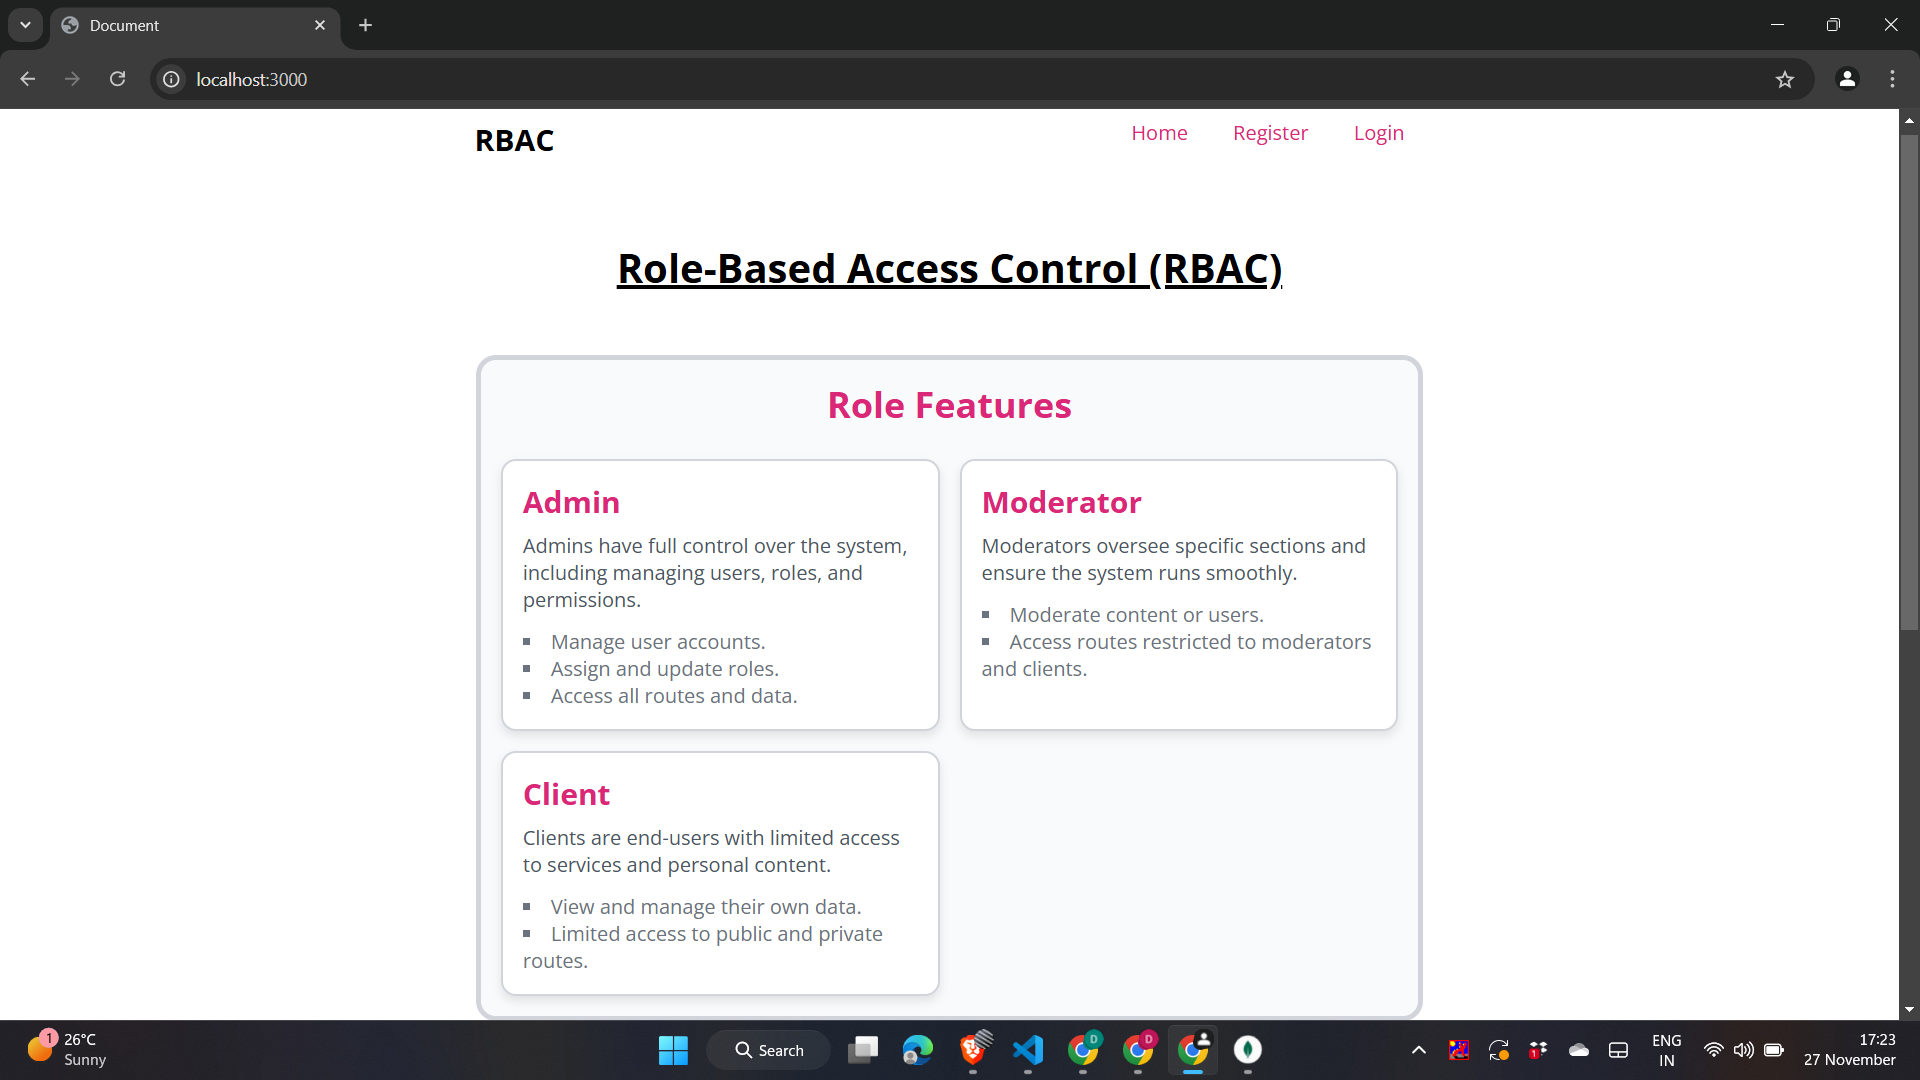 Document
localhost:3000
RBAC
Home Register Login
Role-Based Access Control (RBAC)
Role Features
Admin
Admins have full control over the system,
including managing users, roles, and
permissions.
Manage user accounts.
Assign and update roles.
Access all routes and data.
Moderator
Moderators oversee specific sections and
ensure the system runs smoothly.
Moderate content or users.
Access routes restricted to moderators
and clients.
Client
Clients are end-users with limited access
to services and personal content.
View and manage their own data.
Limited access to public and private
routes.
1
26°C
Sunny
Search
D
D
1
ENG
IN
17:23
27 November